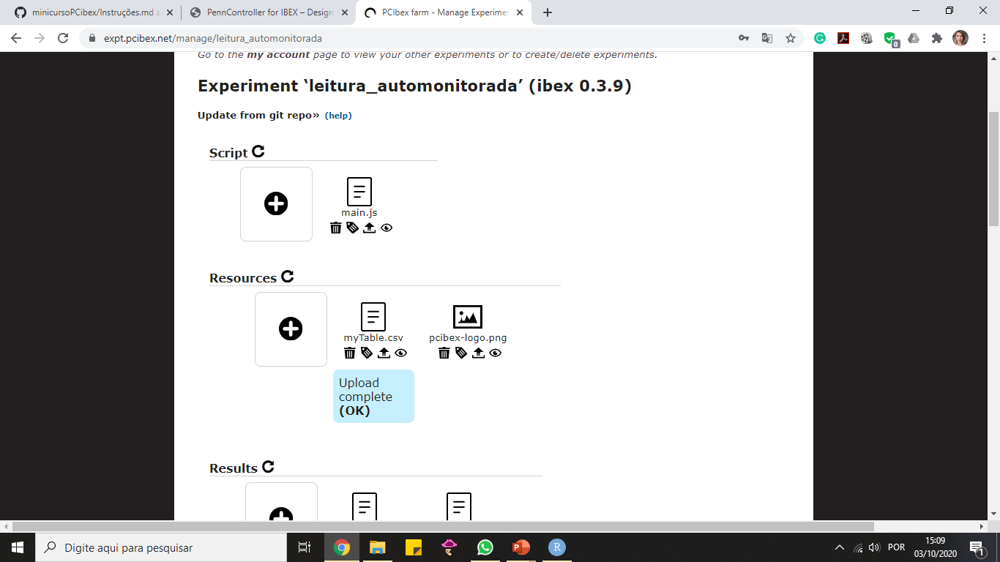 minicursoPCibex/Instruções.md a
PennController for IBEX – Design
PCIbex farm - Manage Experimer
expt.pcibex.net/manage/leitura_automonitorada
0
Go to the my account page to view your other experiments or to create/delete experiments.
Experiment ‘leitura_automonitorada’ (ibex 0.3.9)
Update from git repo» (help)
Script
main.js
Resources
myTable.csv
pcibex-logo.png
Upload
complete
(OK)
Results
Digite aqui para pesquisar
POR
15:09
03/10/2020
1